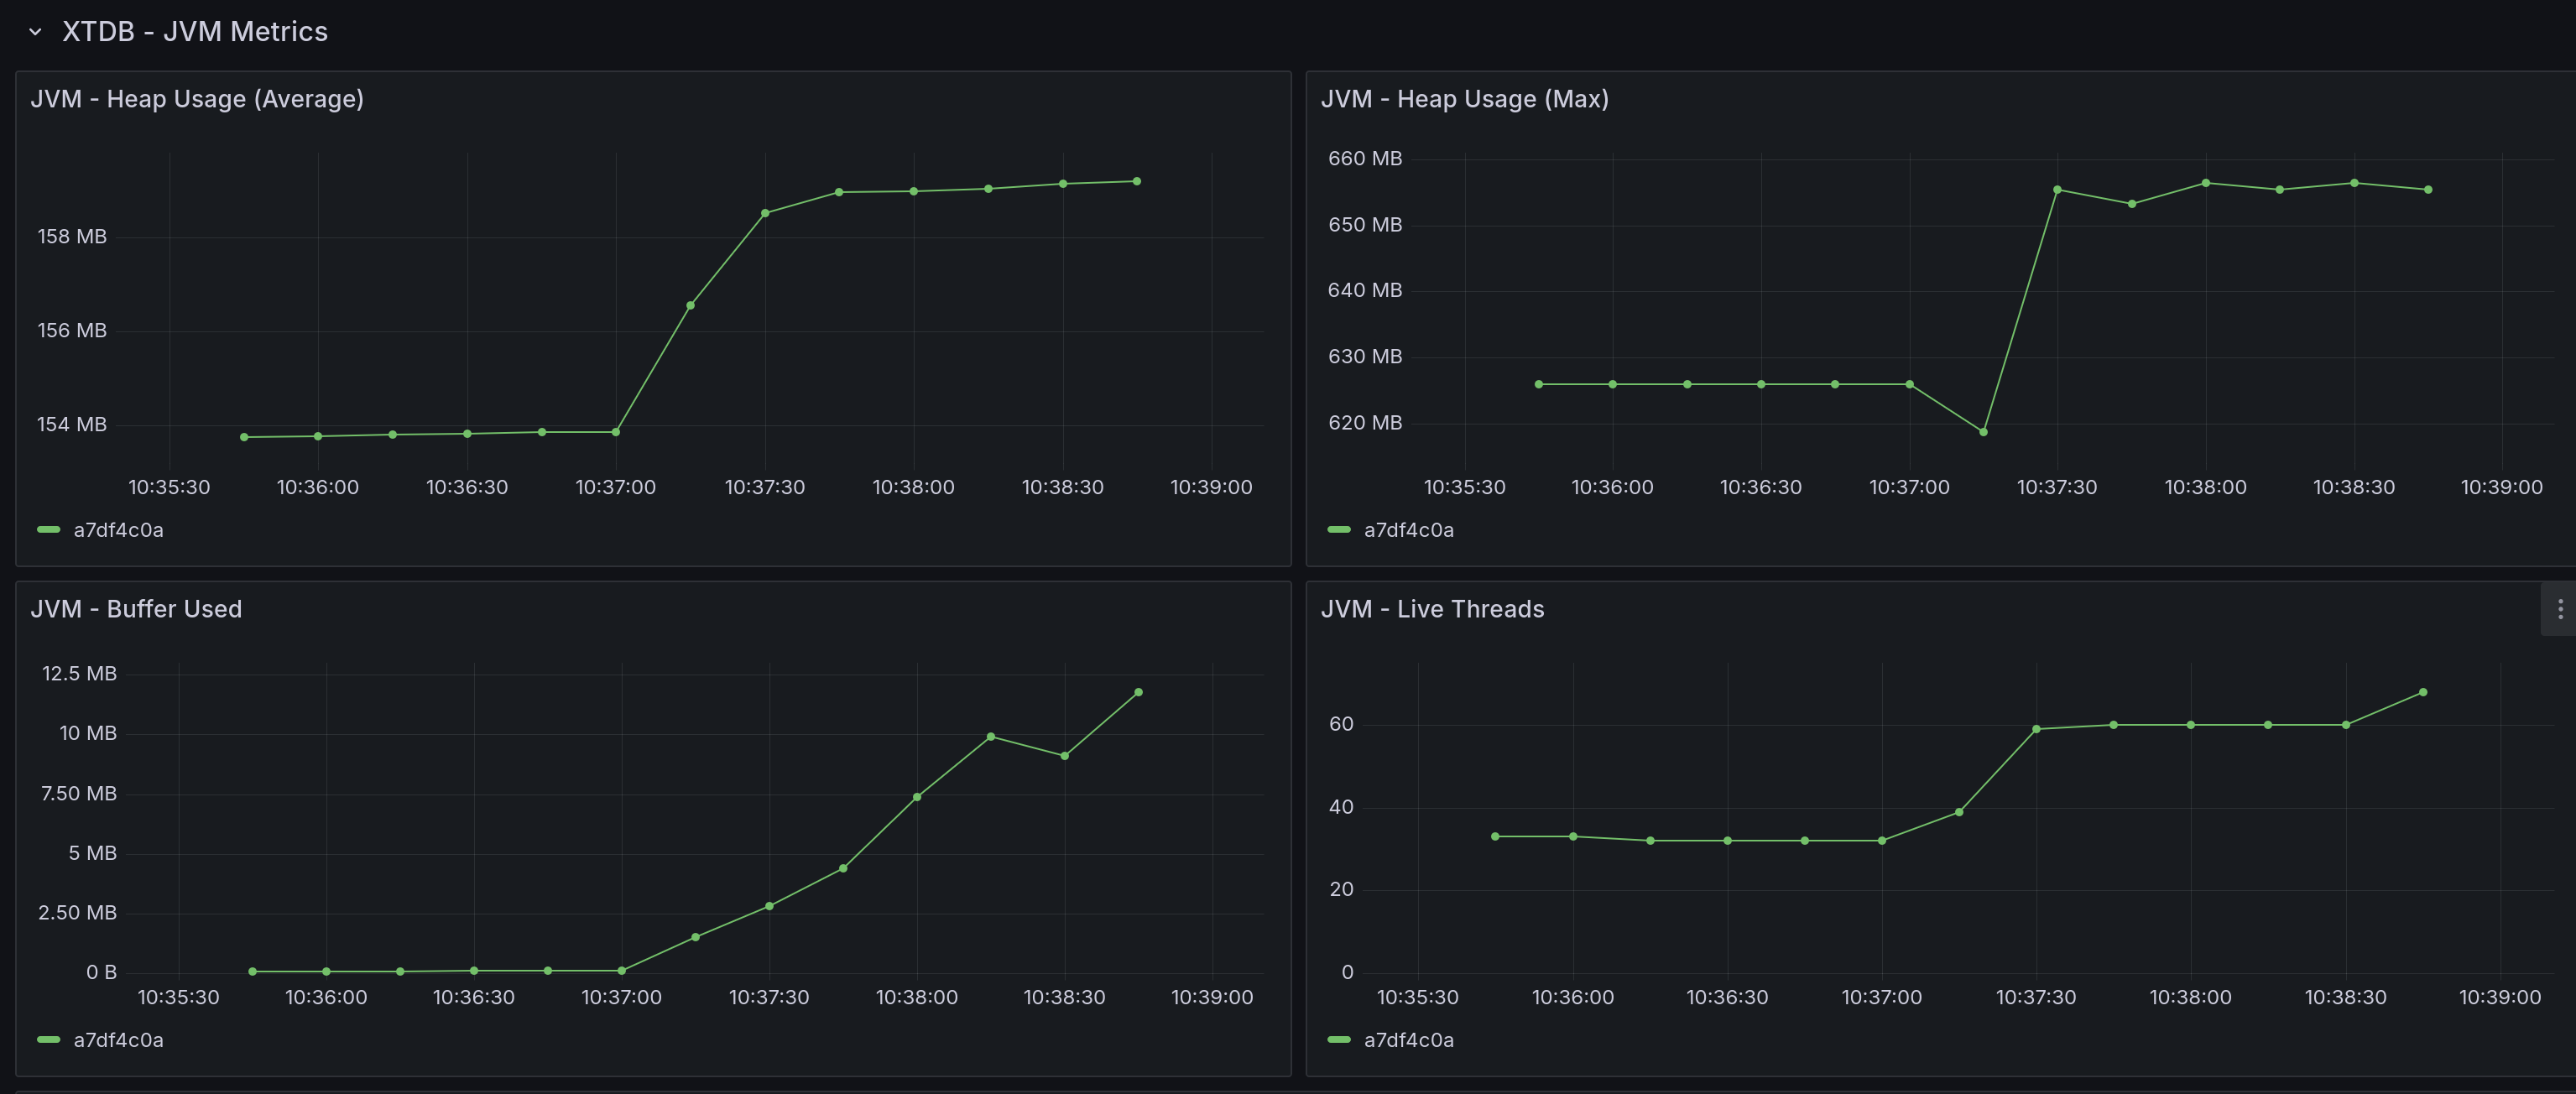 XTDB - JVM Metrics
JVM - Heap Usage (Average)
158 MB
156 MB
154 MB
10:35:30 10:36:00 10:36:30 10:37:00 10:37:30 10:38:00 10:38:30 10:39:00
a7df4c0a
JVM - Heap Usage (Max)
660 MB
650 MB
640 MB
630 MB
620 MB
10:35:30 10:36:00 10:36:30 10:37:00 10:37:30 10:38:00 10:38:30 10:39:00
a7df4c0a
JVM - Buffer Used
12.5 MB
10 MB
7.50 MB
5 MB
2.50 MB
0 B
10:35:30 10:36:00 10:36:30 10:37:00 10:37:30 10:38:00 10:38:30 10:39:00
a7df4c0a
JVM - Live Threads
60
40
20
0
10:35:30 10:36:00 10:36:30 10:37:00 10:37:30 10:38:00 10:38:30 10:39:00
a7df4c0a